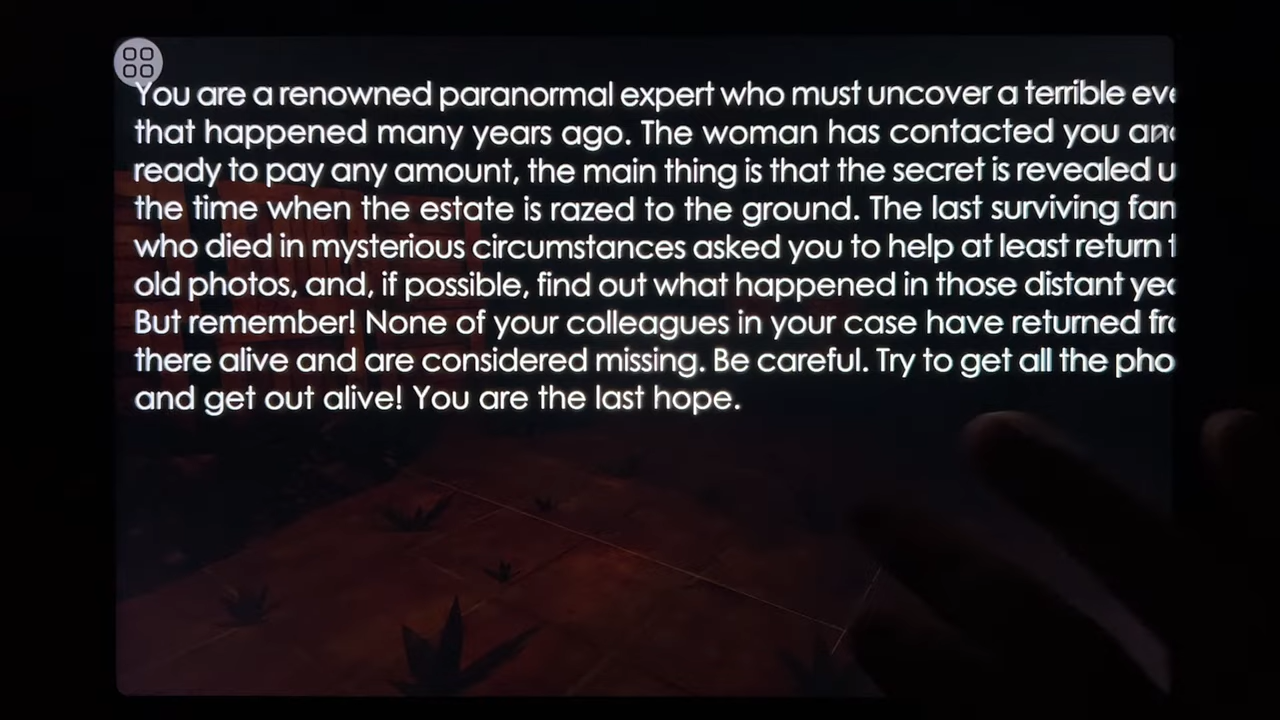 You are a renowned paranormal expert who must uncover a terrible
that happened many years ago. The woman has contacted you
ready to pay any amount, the main thing is that the secret is revealed
the time when the estate is razed to the ground. The last surviving
who died in mysterious circumstances asked you to help at least return
old photos, and, if possible, find out what happened in those distant
But remember! None of your colleagues in your case have returned
there alive and are considered missing. Be careful. Try to get all the
and get out alive! You are the last hope.